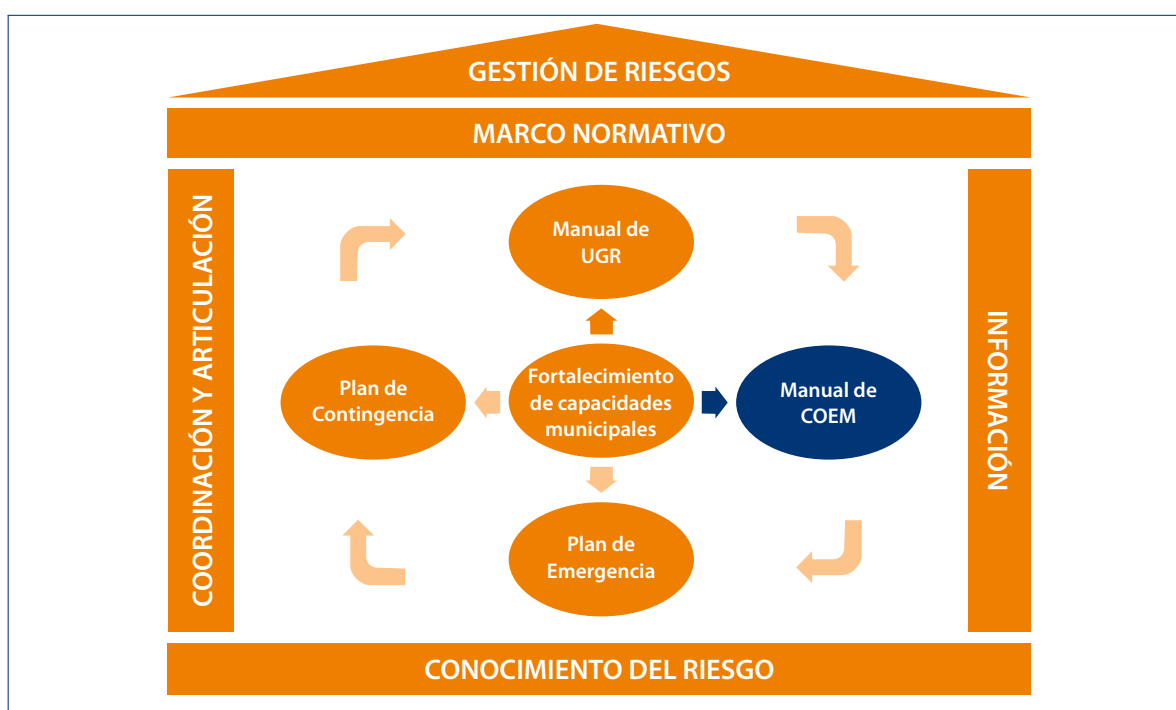 GESTIÓN DE RIESGOS
MARCO NORMATIVO
COORDINACIÓN Y ARTICULACIÓN
Manual de
UGR
Plan de
Contingencia
Fortalecimiento
de capacidades
municipales
Manual de
COEM
Plan de
Emergencia
INFORMACIÓN
CONOCIMIENTO DEL RIESGO